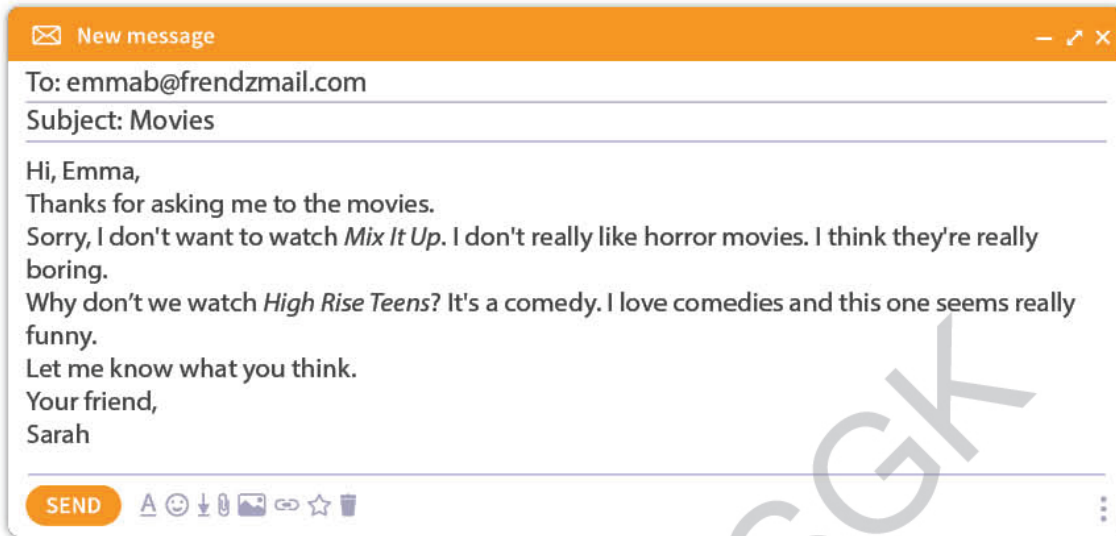 New message
To: emmab@frendzmail.com
Subject: Movies
Hi, Emma,
Thanks for asking me to the movies.
Sorry, I don't want to watch Mix It Up. I don't really like horror movies. I think they're really
boring.
Why don’t we watch High Rise Teens? It's a comedy. I love comedies and this one seems really
funny.
Let me know what you think.
Your friend,
Sarah
SEND
A
GK